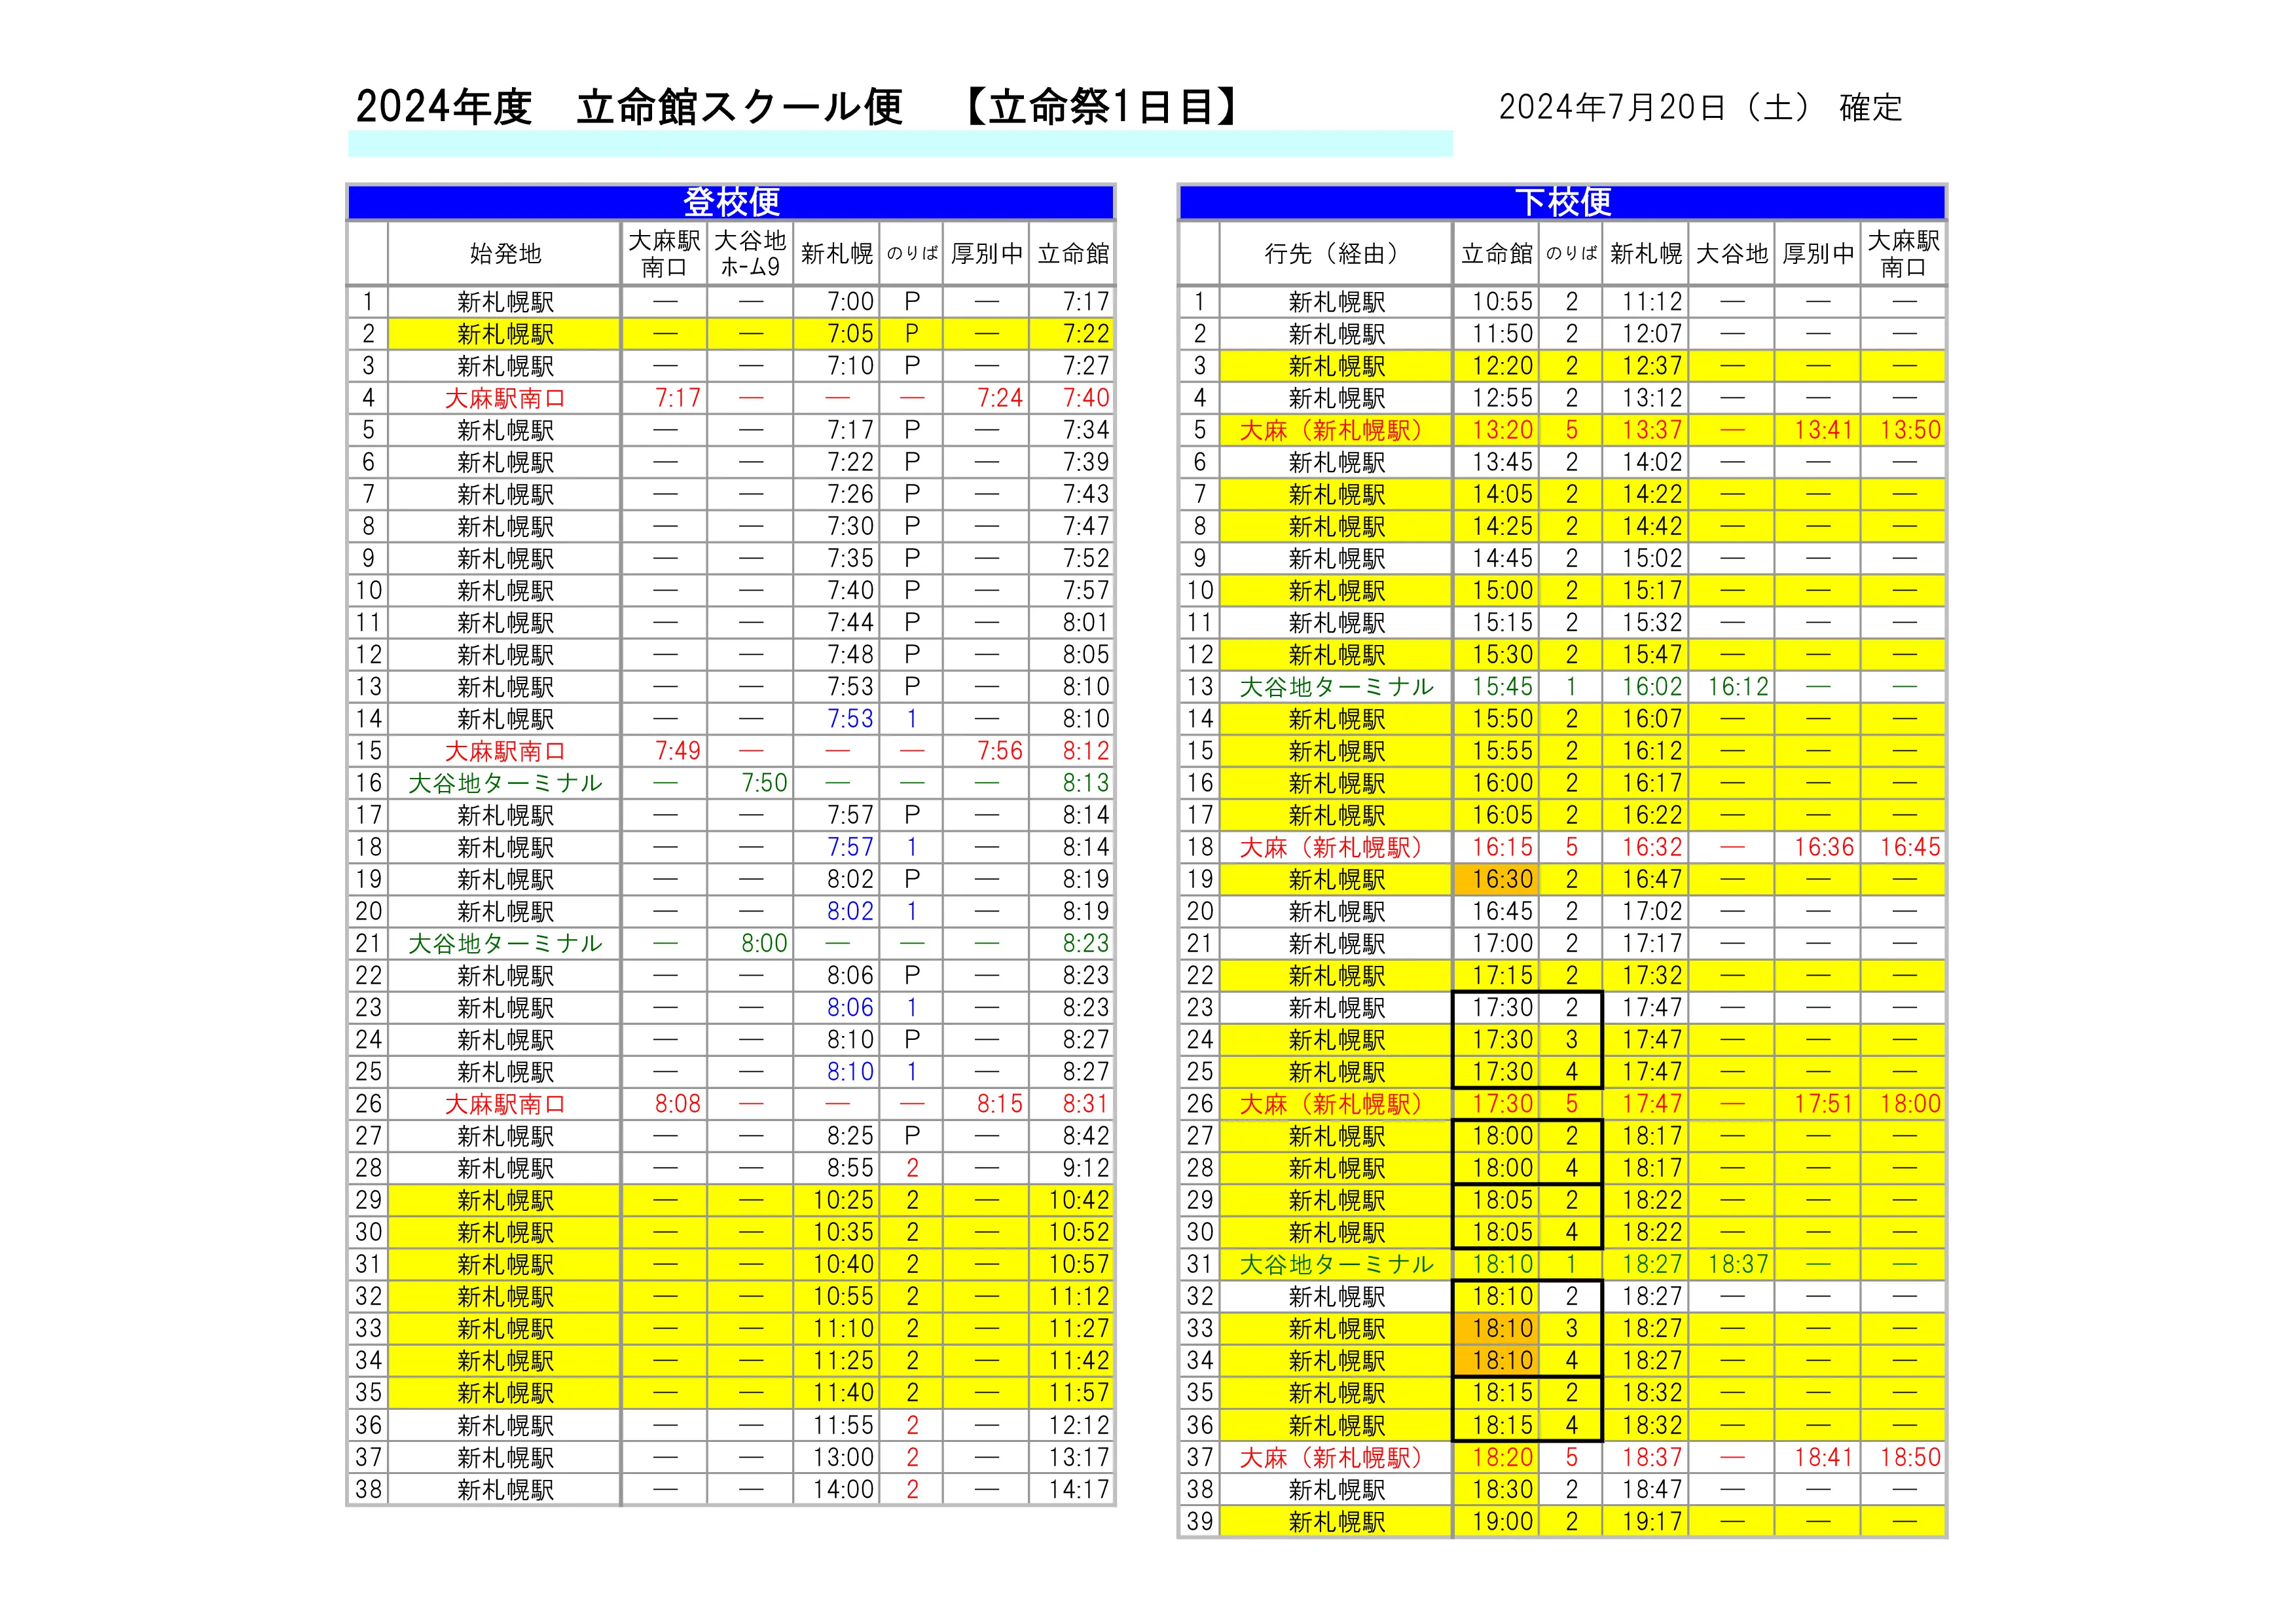 2024年度　立命館スクール便　【立命祭1日目】　2024年7月20日（土） 確定
登校便
始発地 大麻駅南口 大谷地ﾎｰﾑ9 新札幌 のりば 厚別中 立命館
1 新札幌駅 — — 7:00 P — 7:17
2 新札幌駅 — — 7:05 P — 7:22
3 新札幌駅 — — 7:10 P — 7:27
4 大麻駅南口 7:17 — — — 7:24 7:40
5 新札幌駅 — — 7:17 P — 7:34
6 新札幌駅 — — 7:22 P — 7:39
7 新札幌駅 — — 7:26 P — 7:43
8 新札幌駅 — — 7:30 P — 7:47
9 新札幌駅 — — 7:35 P — 7:52
10 新札幌駅 — — 7:40 P — 7:57
11 新札幌駅 — — 7:44 P — 8:01
12 新札幌駅 — — 7:48 P — 8:05
13 新札幌駅 — — 7:53 P — 8:10
14 新札幌駅 — — 7:53 1 — 8:10
15 大麻駅南口 7:49 — — — 7:56 8:12
16 大谷地ターミナル — 7:50 — — — 8:13
17 新札幌駅 — — 7:57 P — 8:14
18 新札幌駅 — — 7:57 1 — 8:14
19 新札幌駅 — — 8:02 P — 8:19
20 新札幌駅 — — 8:02 1 — 8:19
21 大谷地ターミナル — 8:00 — — — 8:23
22 新札幌駅 — — 8:06 P — 8:23
23 新札幌駅 — — 8:06 1 — 8:23
24 新札幌駅 — — 8:10 P — 8:27
25 新札幌駅 — — 8:10 1 — 8:27
26 大麻駅南口 8:08 — — — 8:15 8:31
27 新札幌駅 — — 8:25 P — 8:42
28 新札幌駅 — — 8:55 2 — 9:12
29 新札幌駅 — — 10:25 2 — 10:42
30 新札幌駅 — — 10:35 2 — 10:52
31 新札幌駅 — — 10:40 2 — 10:57
32 新札幌駅 — — 10:55 2 — 11:12
33 新札幌駅 — — 11:10 2 — 11:27
34 新札幌駅 — — 11:25 2 — 11:42
35 新札幌駅 — — 11:40 2 — 11:57
36 新札幌駅 — — 11:55 2 — 12:12
37 新札幌駅 — — 13:00 2 — 13:17
38 新札幌駅 — — 14:00 2 — 14:17
下校便
行先（経由） 立命館 のりば 新札幌 大谷地 厚別中 大麻駅南口
1 新札幌駅 10:55 2 11:12 — — —
2 新札幌駅 11:50 2 12:07 — — —
3 新札幌駅 12:20 2 12:37 — — —
4 新札幌駅 12:55 2 13:12 — — —
5 大麻（新札幌駅） 13:20 5 13:37 — 13:41 13:50
6 新札幌駅 13:45 2 14:02 — — —
7 新札幌駅 14:05 2 14:22 — — —
8 新札幌駅 14:25 2 14:42 — — —
9 新札幌駅 14:45 2 15:02 — — —
10 新札幌駅 15:00 2 15:17 — — —
11 新札幌駅 15:15 2 15:32 — — —
12 新札幌駅 15:30 2 15:47 — — —
13 大谷地ターミナル 15:45 1 16:02 16:12 — —
14 新札幌駅 15:50 2 16:07 — — —
15 新札幌駅 15:55 2 16:12 — — —
16 新札幌駅 16:00 2 16:17 — — —
17 新札幌駅 16:05 2 16:22 — — —
18 大麻（新札幌駅） 16:15 5 16:32 — 16:36 16:45
19 新札幌駅 16:30 2 16:47 — — —
20 新札幌駅 16:45 2 17:02 — — —
21 新札幌駅 17:00 2 17:17 — — —
22 新札幌駅 17:15 2 17:32 — — —
23 新札幌駅 17:30 2 17:47 — — —
24 新札幌駅 17:30 3 17:47 — — —
25 新札幌駅 17:30 4 17:47 — — —
26 大麻（新札幌駅） 17:30 5 17:47 — 17:51 18:00
27 新札幌駅 18:00 2 18:17 — — —
28 新札幌駅 18:00 4 18:17 — — —
29 新札幌駅 18:05 2 18:22 — — —
30 新札幌駅 18:05 4 18:22 — — —
31 大谷地ターミナル 18:10 1 18:27 18:37 — —
32 新札幌駅 18:10 2 18:27 — — —
33 新札幌駅 18:10 3 18:27 — — —
34 新札幌駅 18:10 4 18:27 — — —
35 新札幌駅 18:15 2 18:32 — — —
36 新札幌駅 18:15 4 18:32 — — —
37 大麻（新札幌駅） 18:20 5 18:37 — 18:41 18:50
38 新札幌駅 18:30 2 18:47 — — —
39 新札幌駅 19:00 2 19:17 — — —